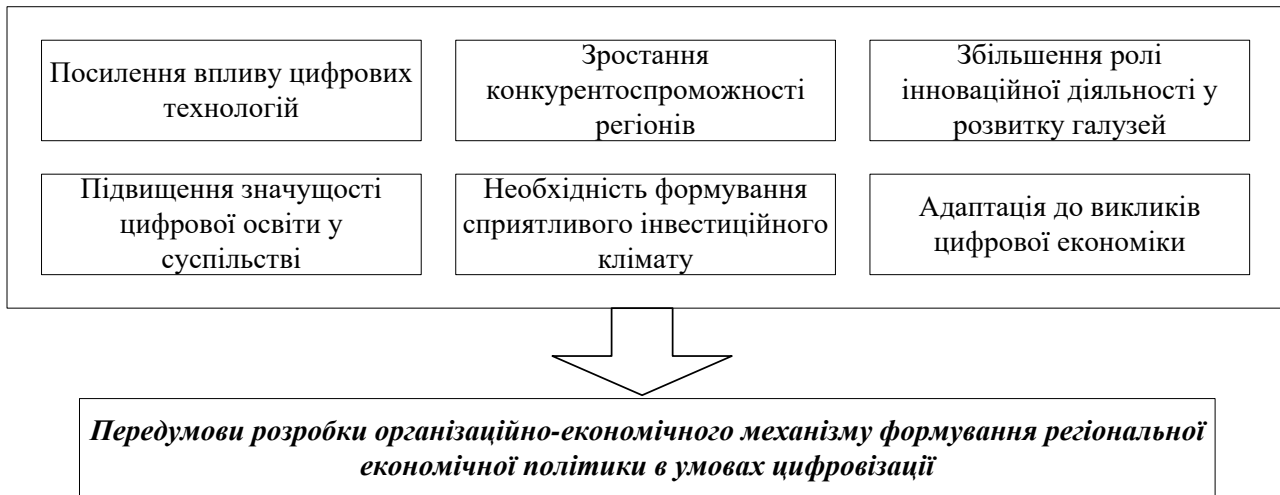 Посилення впливу цифрових
технологій
Зростання
конкурентоспроможності
регіонів
Збільшення ролі
інноваційної діяльності у
розвитку галузей
Підвищення значущості
цифрової освіти у
суспільстві
Необхідність формування
сприятливого інвестиційного
клімату
Адаптація до викликів
цифрової економіки
Передумови розробки організаційно-економічного механізму формування регіональної
економічної політики в умовах цифровізації